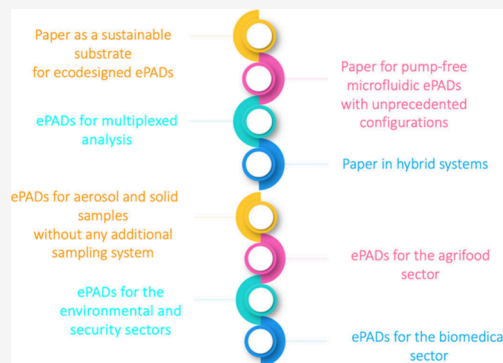 Paper as a sustainable
substrate
for ecodesigned ePADs
Paper for pump-free
microfluidic ePADs
with unprecedented
configurations
ePADs for multiplexed
analysis
Paper in hybrid systems
ePADs for aerosol and solid
samples
without any additional
sampling system
ePADs for the agrifood
sector
ePADs for the
environmental and
security sectors
ePADs for the biomedical
sector